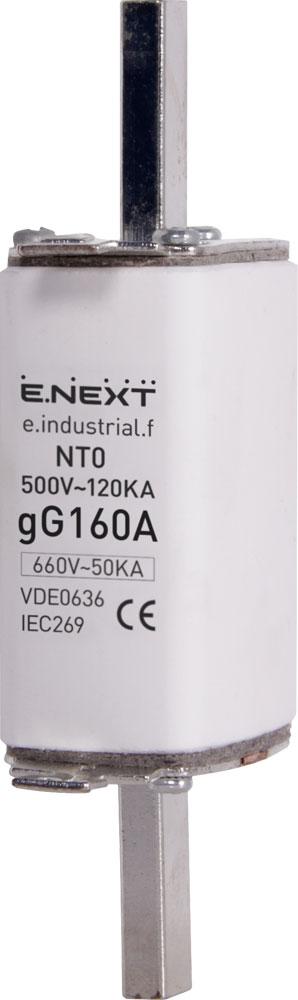 E.NEXT
e.industrial.f
NT0
500V~120KA
gG160A
660V~50KA
VDE0636
IEC269 CE